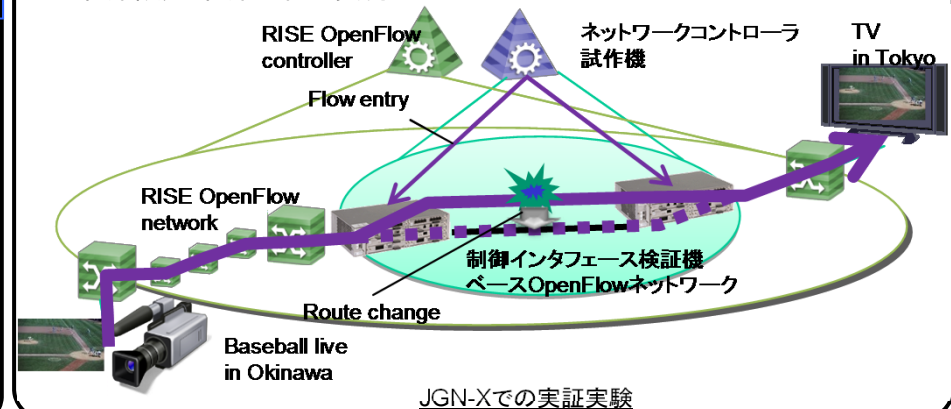 RISE OpenFlow
controller
ネットワークコントローラ
試作機
TV
in Tokyo
Flow entry
RISE OpenFlow
network
制御インタフェース検証機
ベースOpenFlowネットワーク
Route change
Baseball live
in Okinawa
JGN-Xでの実証実験